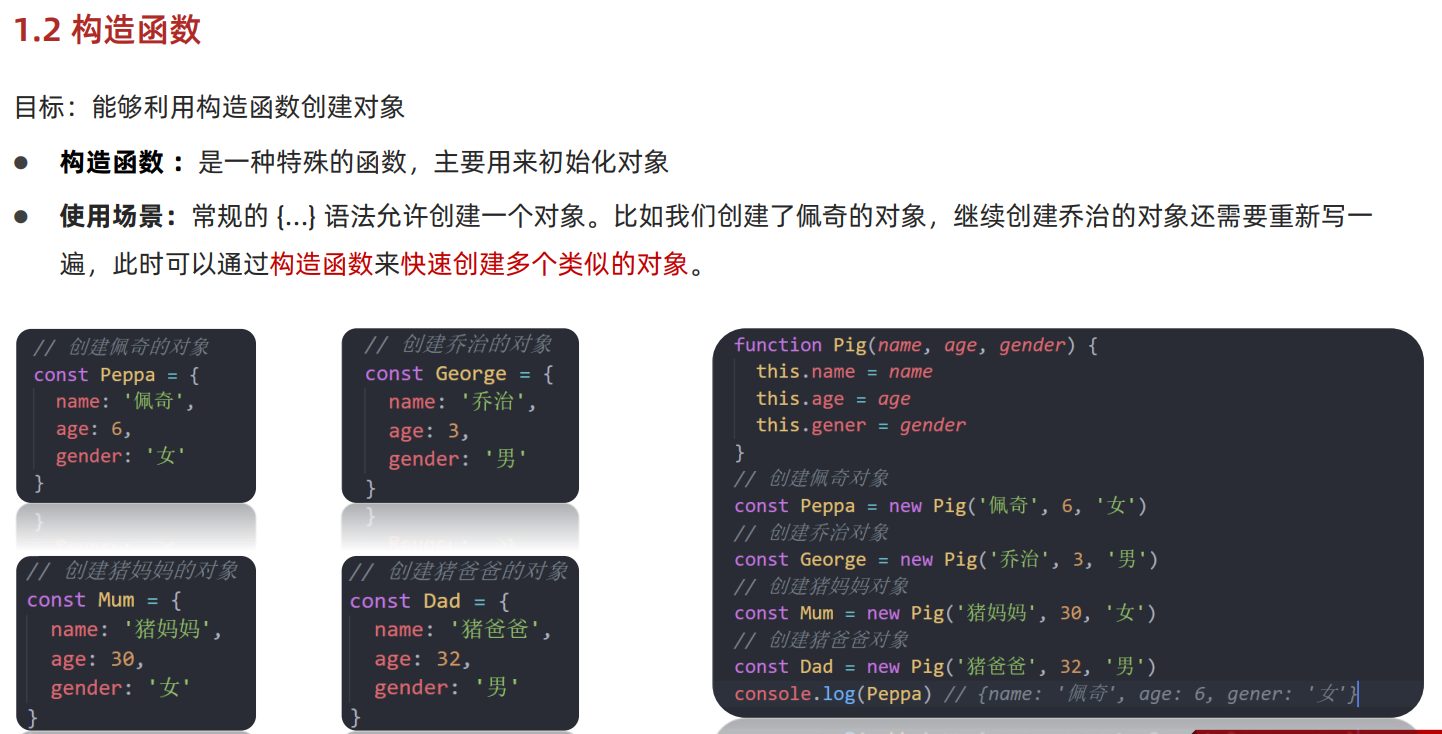 1.2 构造函数
目标：能够利用构造函数创建对象
● 构造函数 ：是一种特殊的函数，主要用来初始化对象
● 使用场景：常规的 {...} 语法允许创建一个对象。比如我们创建了佩奇的对象，继续创建乔治的对象还需要重新写一
遍，此时可以通过构造函数来快速创建多个类似的对象。
// 创建佩奇的对象
const Peppa = {
name: '佩奇',
age: 6,
gender: '女'
}
// 创建乔治的对象
const George = {
name: '乔治',
age: 3,
gender: '男'
}
// 创建猪妈妈的对象
const Mum = {
name: '猪妈妈',
age: 30,
gender: '女'
}
// 创建猪爸爸的对象
const Dad = {
name: '猪爸爸',
age: 32,
gender: '男'
}
function Pig(name, age, gender) {
this.name = name
this.age = age
this.gener = gender
}
// 创建佩奇对象
const Peppa = new Pig('佩奇', 6, '女')
// 创建乔治对象
const George = new Pig('乔治', 3, '男')
// 创建猪妈妈对象
const Mum = new Pig('猪妈妈', 30, '女')
// 创建猪爸爸对象
const Dad = new Pig('猪爸爸', 32, '男')
console.log(Peppa) // {name: '佩奇', age: 6, gener: '女'}